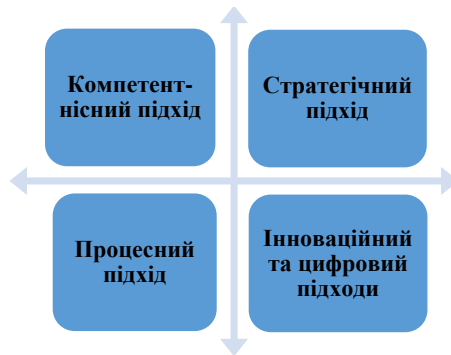 Компетент-
нісний підхід
Стратегічний
підхід
Процесний
підхід
Інноваційний
та цифровий
підходи